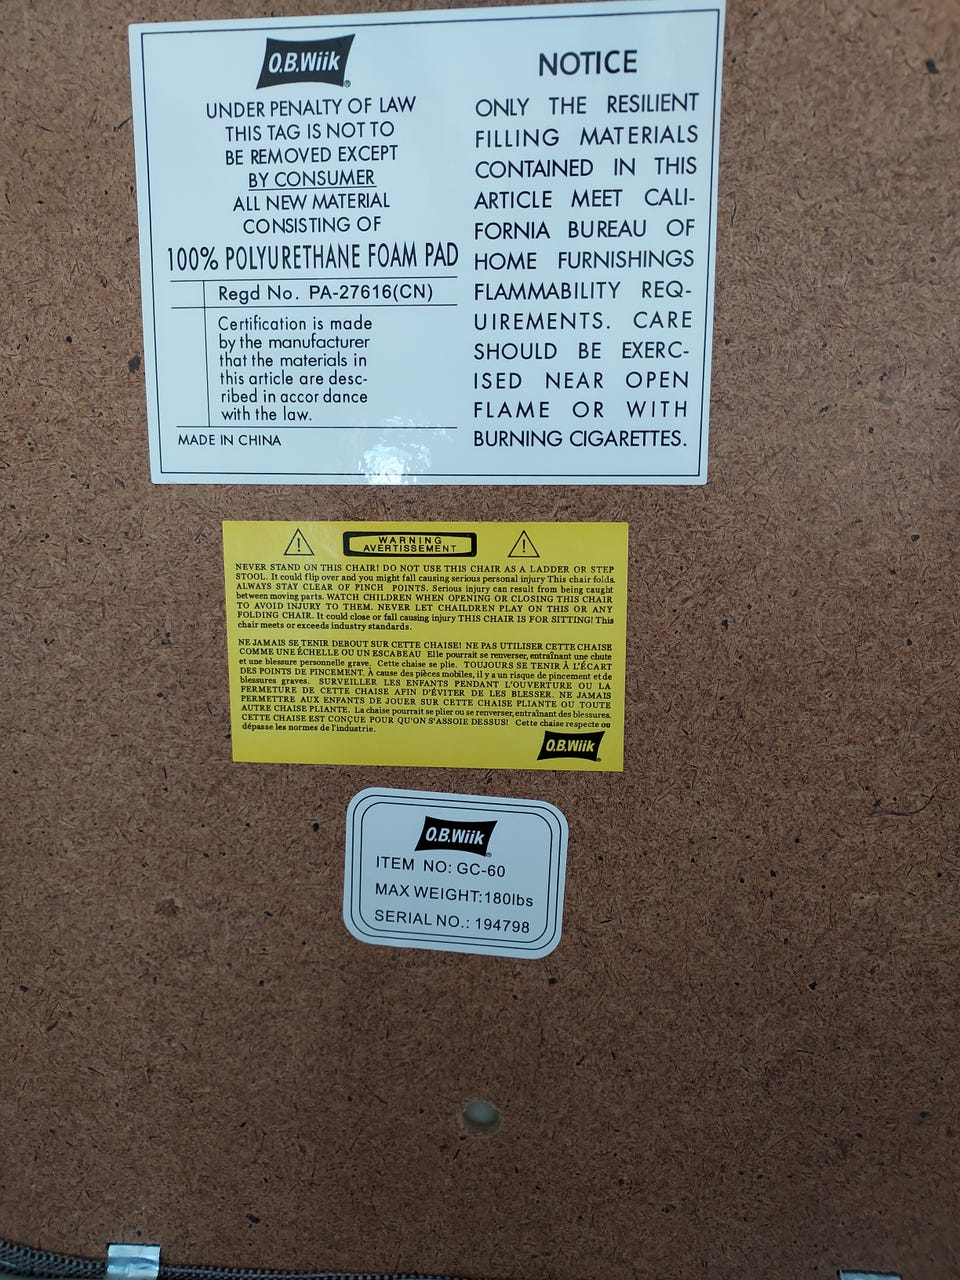 O.B.Wiik®
UNDER PENALTY OF LAW
THIS TAG IS NOT TO
BE REMOVED EXCEPT
BY CONSUMER
ALL NEW MATERIAL
CONSISTING OF
100% POLYURETHANE FOAM PAD
Regd No. PA-27616(CN)
Certification is made
by the manufacturer
that the materials in
this article are desc-
ribed in accor dance
with the law.
MADE IN CHINA
NOTICE
ONLY THE RESILIENT
FILLING MATERIALS
CONTAINED IN THIS
ARTICLE MEET CALI-
FORNIA BUREAU OF
HOME FURNISHINGS
FLAMMABILITY REQ-
UIREMENTS. CARE
SHOULD BE EXERC-
ISED NEAR OPEN
FLAME OR WITH
BURNING CIGARETTES.
WARNING
AVERTISSEMENT
NEVER STAND ON THIS CHAIR! DO NOT USE THIS CHAIR AS A LADDER OR STEP
STOOL. It could flip over and you might fall causing serious personal injury This chair folds.
ALWAYS STAY CLEAR OF PINCH POINTS. Serious injury can result from being caught
between moving parts. WATCH CHILDREN WHEN OPENING OR CLOSING THIS CHAIR
TO AVOID INJURY TO THEM. NEVER LET CHAILDREN PLAY ON THIS OR ANY
FOLDING CHAIR. It could close or fall causing injury THIS CHAIR IS FOR SITTING! This
chair meets or exceeds industry standards.
NE JAMAIS SE TENIR DEBOUT SUR CETTE CHAISE! NE PAS UTILISER CETTE CHAISE
COMME UNE ÉCHELLE OU UN ESCABEAU Elle pourrait se renverser, entraînant une chute
et une blessure personnelle grave. Cette chaise se plie. TOUJOURS SE TENIR À L'ÉCART
DES POINTS DE PINCEMENT. À cause des pièces mobiles, il y a un risque de pincement et de
blessures graves. SURVEILLER LES ENFANTS PENDANT L'OUVERTURE OU LA
FERMETURE DE CETTE CHAISE AFIN D'ÉVITER DE LES BLESSER. NE JAMAIS
PERMETTRE AUX ENFANTS DE JOUER SUR CETTE CHAISE PLIANTE OU TOUTE
AUTRE CHAISE PLIANTE. La chaise pourrait se plier ou se renverser, entraînant des blessures.
CETTE CHAISE EST CONÇUE POUR QU'ON S'ASSOIE DESSUS! Cette chaise respecte ou
dépasse les normes de l'industrie.
O.B.Wiik®
O.B.Wiik®
ITEM NO: GC-60
MAX WEIGHT:180lbs
SERIAL NO.: 194798